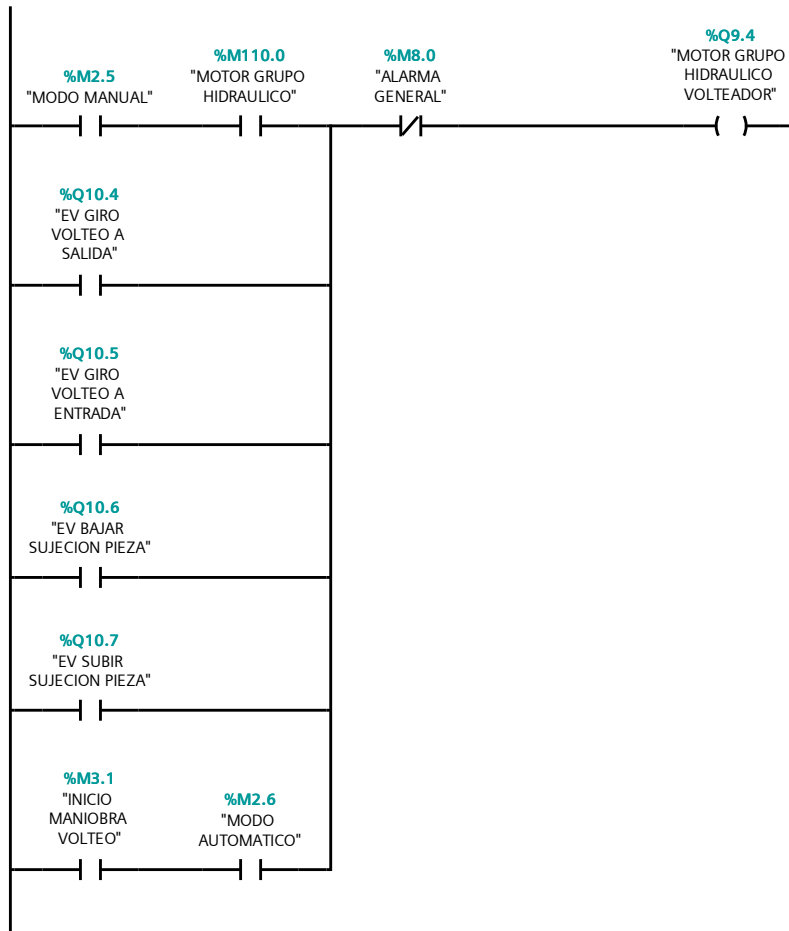 %M2.5
"MODO MANUAL"
%M110.0
"MOTOR GRUPO
HIDRAULICO"
%M8.0
"ALARMA
GENERAL"
%Q9.4
"MOTOR GRUPO
HIDRAULICO
VOLTEADOR"
%Q10.4
"EV GIRO
VOLTEO A
SALIDA"
%Q10.5
"EV GIRO
VOLTEO A
ENTRADA"
%Q10.6
"EV BAJAR
SUJECION PIEZA"
%Q10.7
"EV SUBIR
SUJECION PIEZA"
%M3.1
"INICIO
MANIOBRA
VOLTEO"
%M2.6
"MODO
AUTOMATICO"